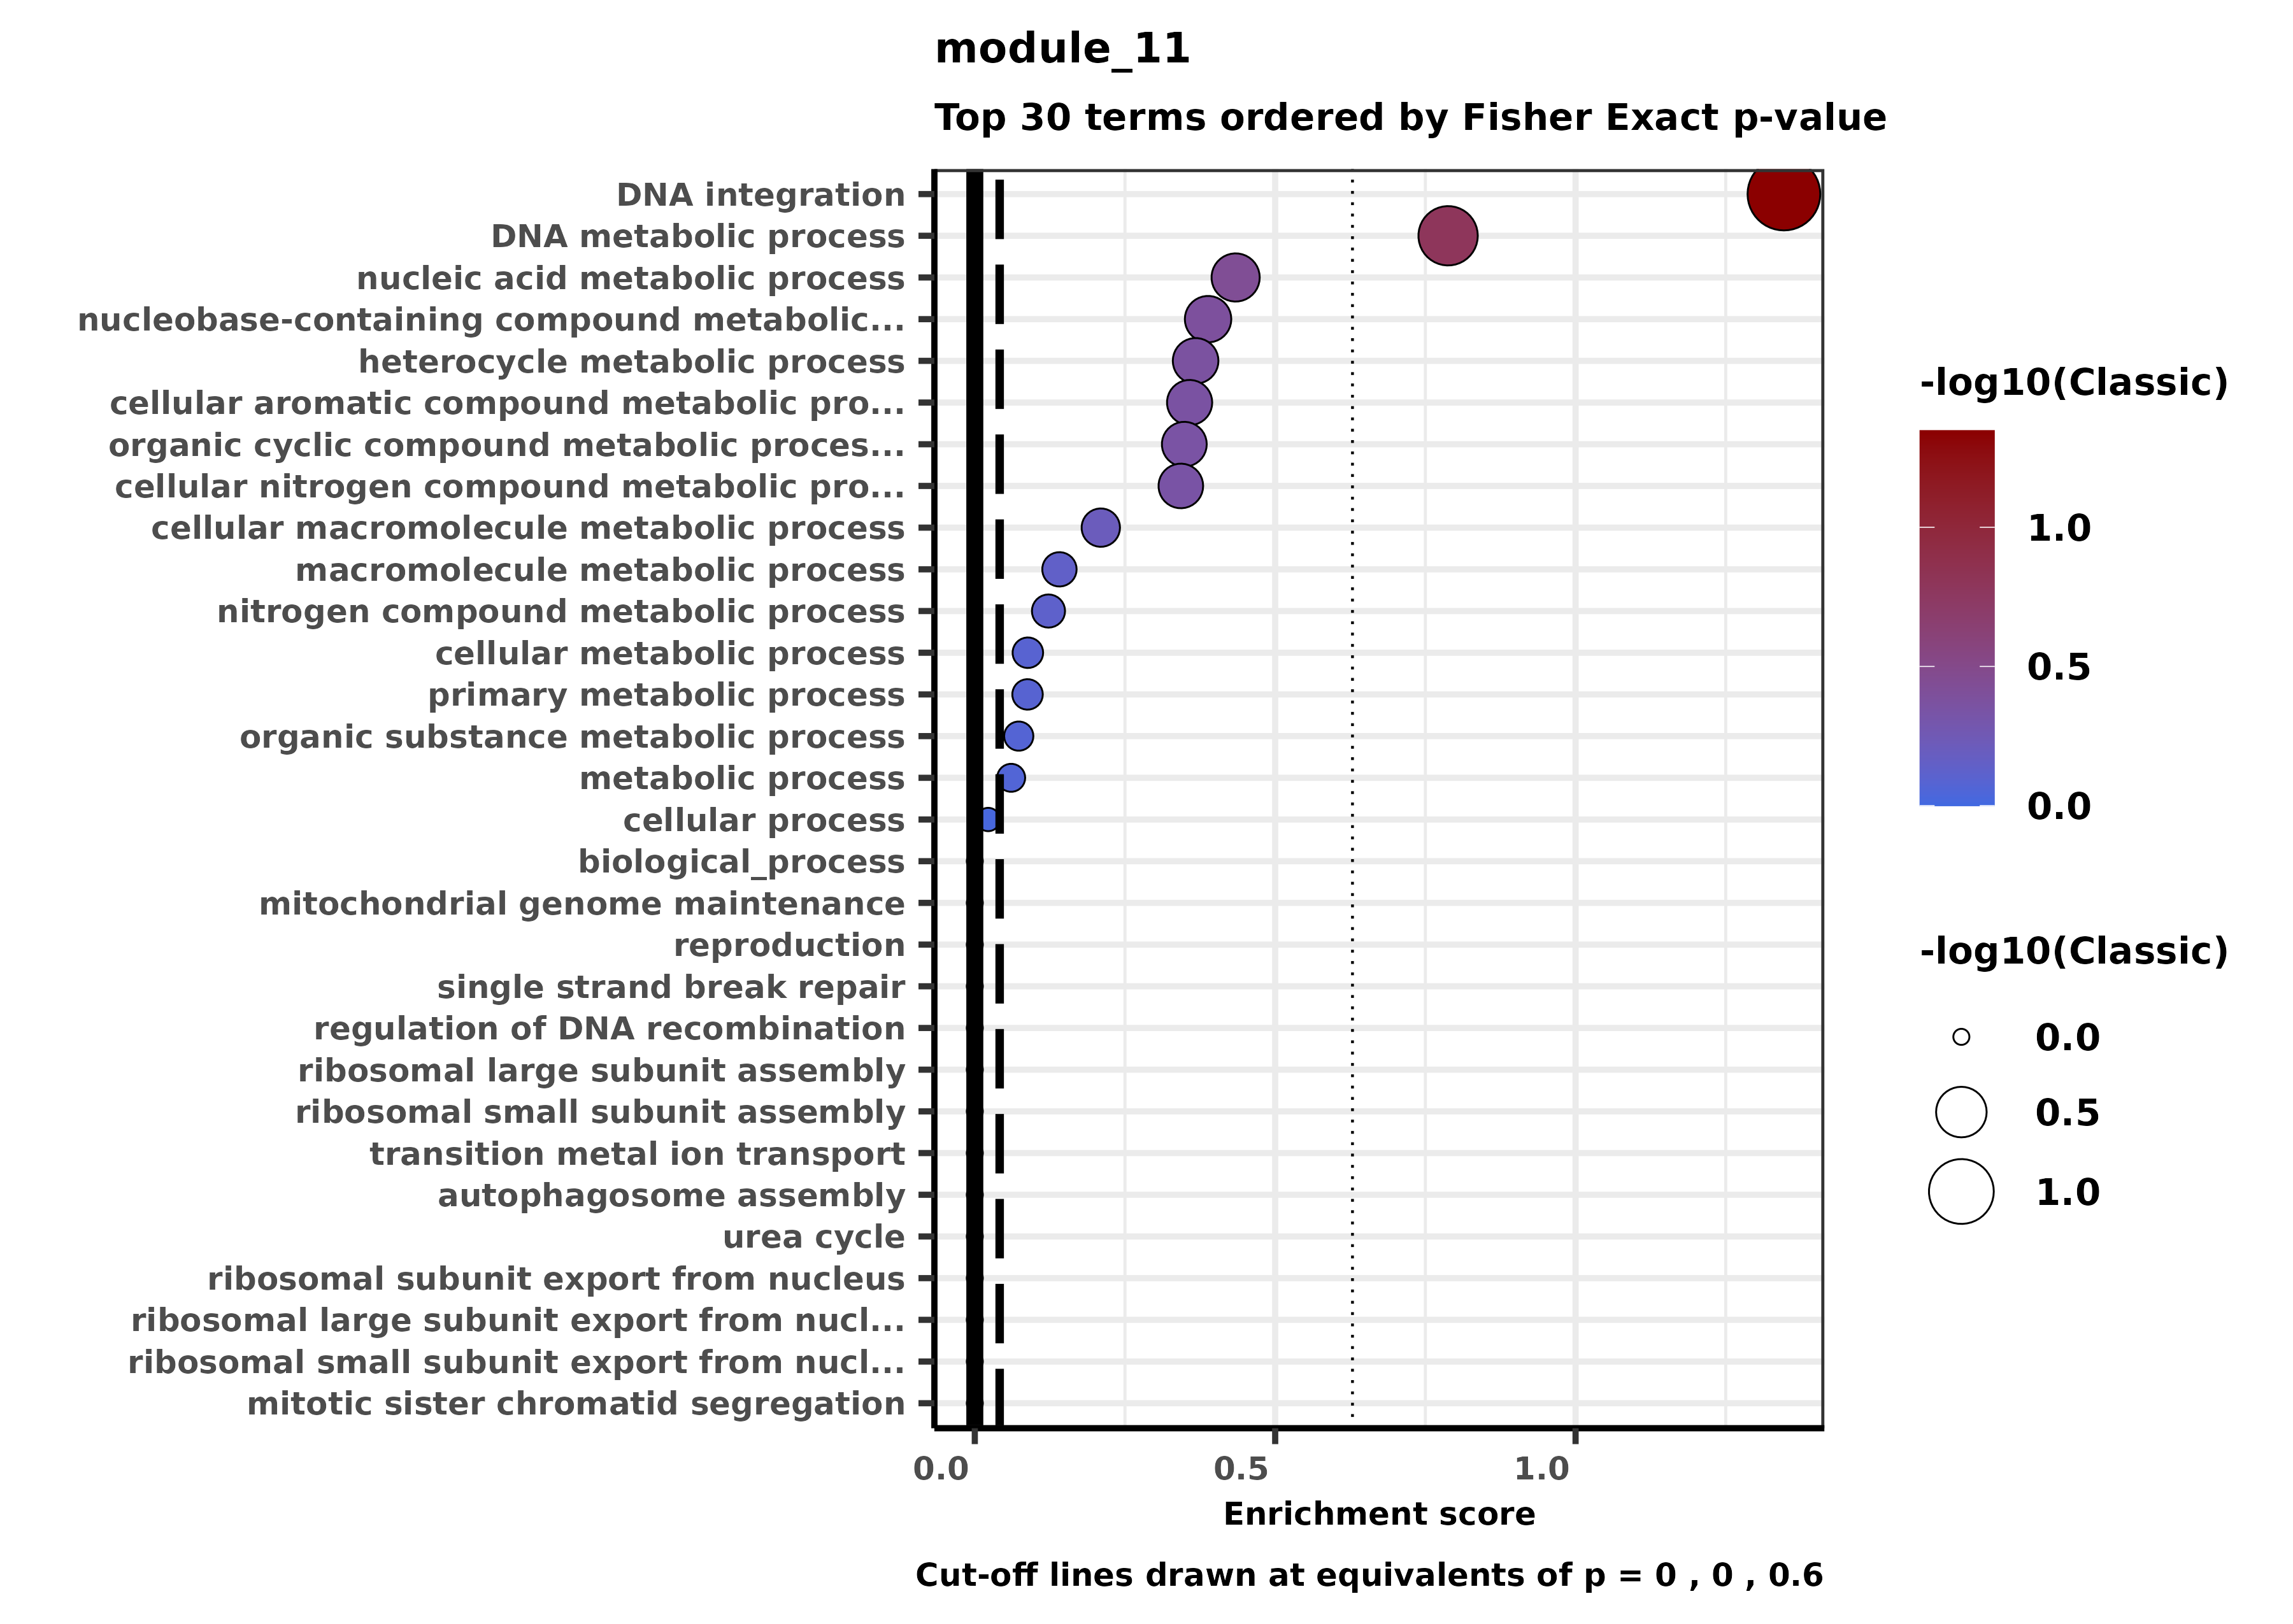 module_11
Top 30 terms ordered by Fisher Exact p-value
DNA integration
DNA metabolic process
nucleic acid metabolic process
nucleobase-containing compound metabolic...
heterocycle metabolic process
cellular aromatic compound metabolic pro...
organic cyclic compound metabolic proces...
cellular nitrogen compound metabolic pro...
cellular macromolecule metabolic process
macromolecule metabolic process
nitrogen compound metabolic process
cellular metabolic process
primary metabolic process
organic substance metabolic process
metabolic process
cellular process
biological_process
mitochondrial genome maintenance
reproduction
single strand break repair
regulation of DNA recombination
ribosomal large subunit assembly
ribosomal small subunit assembly
transition metal ion transport
autophagosome assembly
urea cycle
ribosomal subunit export from nucleus
ribosomal large subunit export from nucl...
ribosomal small subunit export from nucl...
mitotic sister chromatid segregation
0.0 0.5 1.0
Enrichment score
Cut-off lines drawn at equivalents of p = 0 , 0 , 0.6
-log10(Classic)
1.0
0.5
0.0
-log10(Classic)
0.0
0.5
1.0